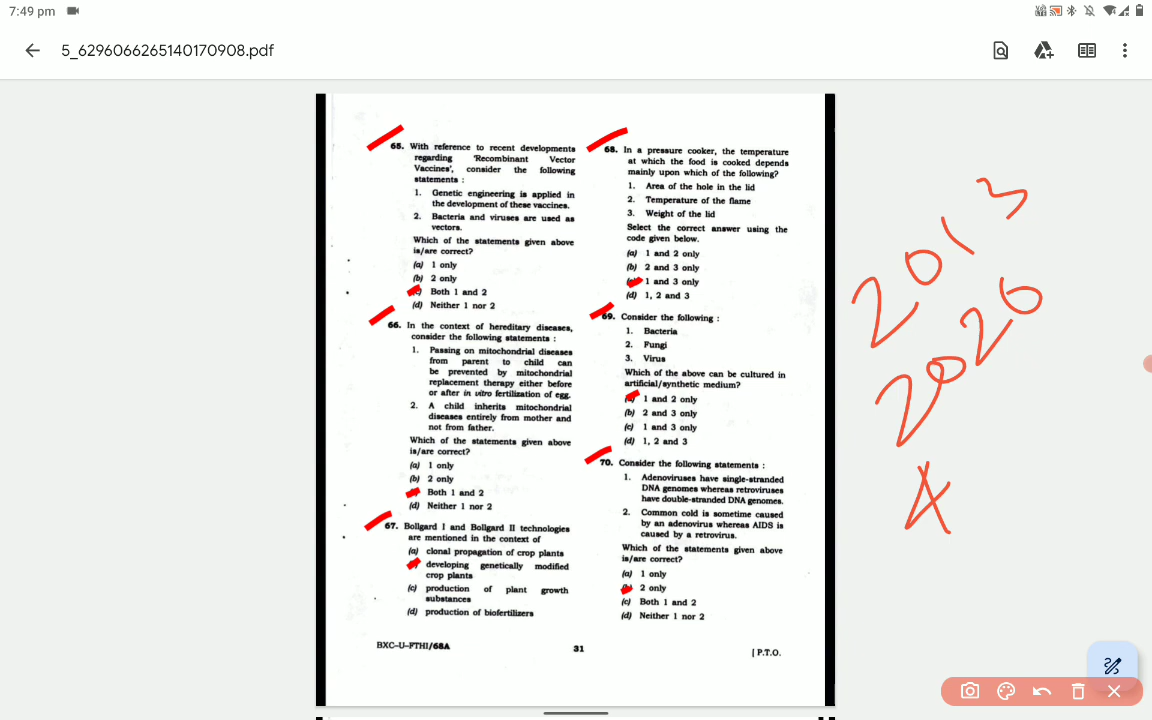 7:49 pm
5_6296066265140170908.pdf
65. With reference to recent developments
regarding 'Recombinant Vector
Vaccines', consider the following
statements :
1. Genetic engineering is applied in
the development of these vaccines.
2. Bacteria and viruses are used as
vectors.
Which of the statements given above
is/are correct?
(a) 1 only
(b) 2 only
Both 1 and 2
(d) Neither 1 nor 2
66. In the context of hereditary diseases,
consider the following statements :
1. Passing on mitochondrial diseases
from parent to child can
be prevented by mitochondrial
replacement therapy either before
or after in vitro fertilization of egg.
2. A child inherits mitochondrial
diseases entirely from mother and
not from father.
Which of the statements given above
is/are correct?
(a) 1 only
(b) 2 only
Both 1 and 2
(d) Neither 1 nor 2
67. Bollgard I and Bollgard II technologies
are mentioned in the context of
(a) clonal propagation of crop plants
developing genetically modified
crop plants
(c) production of plant growth
substances
(d) production of biofertilizers
68. In a pressure cooker, the temperature
at which the food is cooked depends
mainly upon which of the following?
1. Area of the hole in the lid
2. Temperature of the flame
3. Weight of the lid
Select the correct answer using the
code given below.
(a) 1 and 2 only
(b) 2 and 3 only
1 and 3 only
(d) 1, 2 and 3
69. Consider the following :
1. Bacteria
2. Fungi
3. Virus
Which of the above can be cultured in
artificial/synthetic medium?
1 and 2 only
(b) 2 and 3 only
(c) 1 and 3 only
(d) 1, 2 and 3
70. Consider the following statements :
1. Adenoviruses have single-stranded
DNA genomes whereas retroviruses
have double-stranded DNA genomes.
2. Common cold is sometime caused
by an adenovirus whereas AIDS is
caused by a retrovirus.
Which of the statements given above
is/are correct?
(a) 1 only
2 only
(c) Both 1 and 2
(d) Neither 1 nor 2
BXC-U-FTHI/68A
31
[ P.T.O.
2013
2020